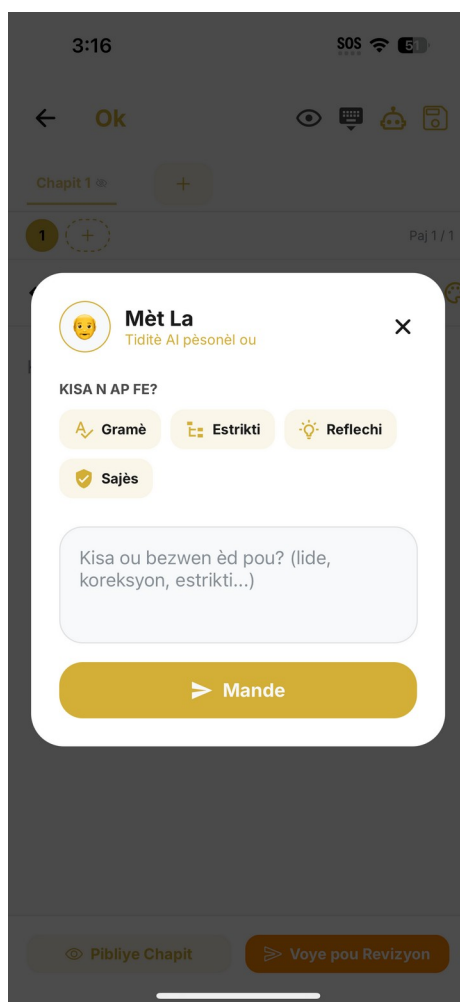 3:16
SOS
51
Ok
Chapit 1
1
Paj 1 / 1
Mèt La
Tiditè AI pèsonèl ou
KISA N AP FE?
Gramè
Estrikti
Reflechi
Sajès
Kisa ou bezwen èd pou? (lide,
koreksyon, estrikti...)
Mande
Pibliye Chapit
Voye pou Revizyon